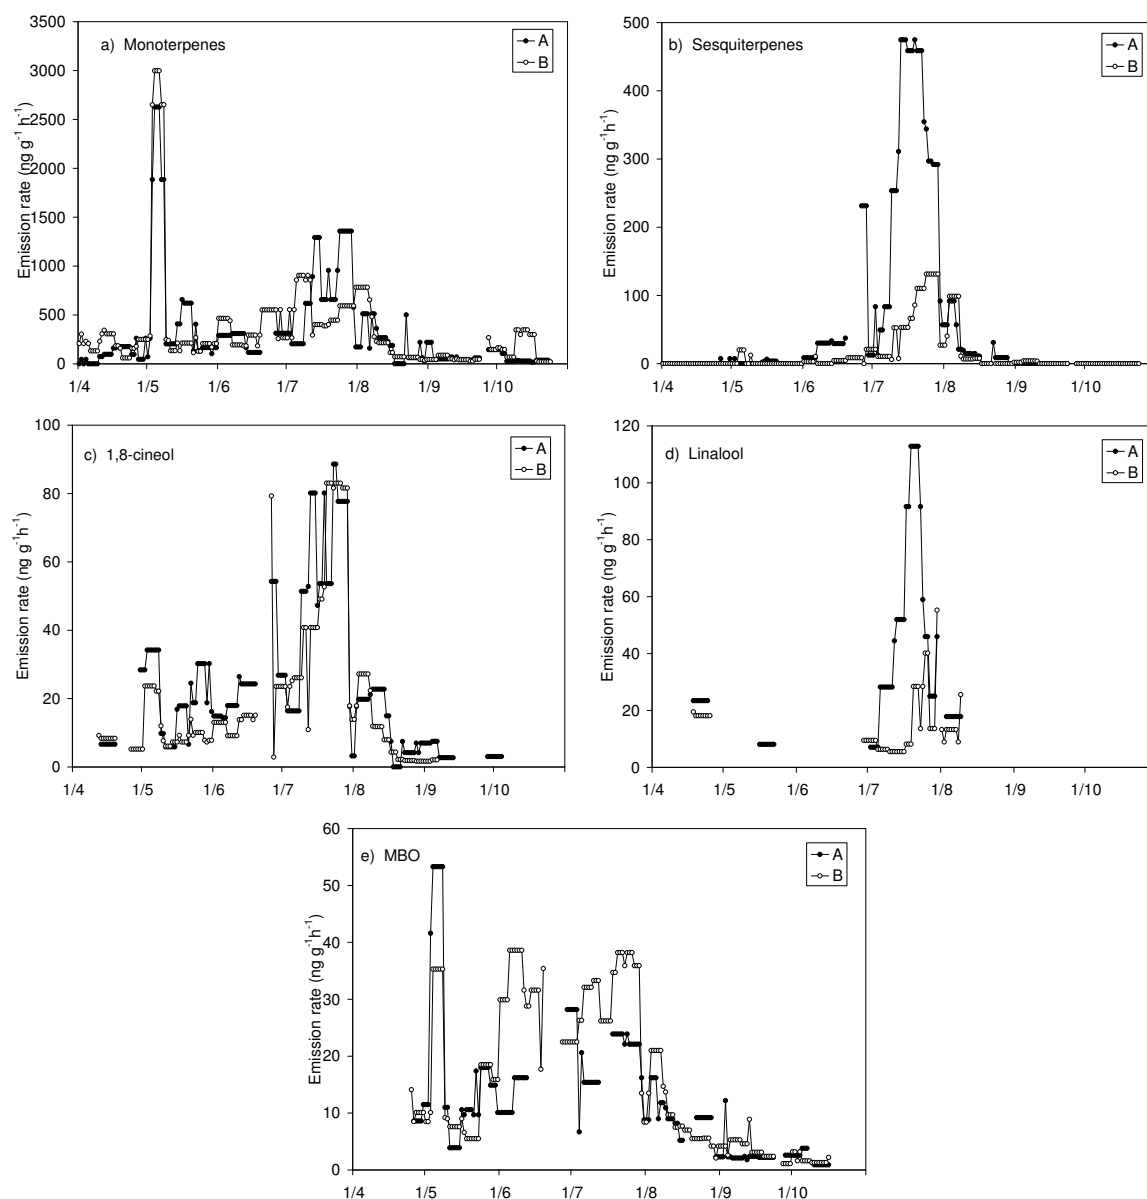 a) Monoterpenes
A
B
Emission rate (ng g⁻¹ h⁻¹)
3500
3000
2500
2000
1500
1000
500
0
1/4 1/5 1/6 1/7 1/8 1/9 1/10
b) Sesquiterpenes
A
B
Emission rate (ng g⁻¹h⁻¹)
500
400
300
200
100
0
1/4 1/5 1/6 1/7 1/8 1/9 1/10
c) 1,8-cineol
A
B
Emission rate (ng g⁻¹h⁻¹)
100
80
60
40
20
0
1/4 1/5 1/6 1/7 1/8 1/9 1/10
d) Linalool
A
B
Emission rate (ng g⁻¹h⁻¹)
120
100
80
60
40
20
0
1/4 1/5 1/6 1/7 1/8 1/9 1/10
e) MBO
A
B
Emission rate (ng g⁻¹h⁻¹)
60
50
40
30
20
10
0
1/4 1/5 1/6 1/7 1/8 1/9 1/10